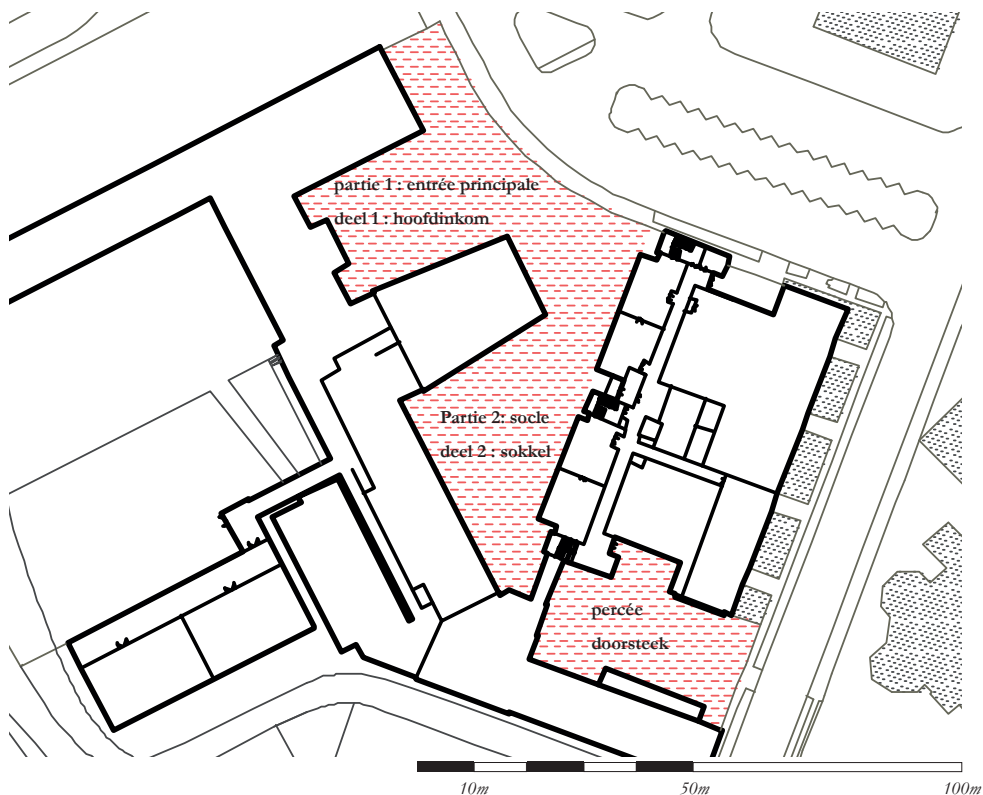 partie 1 : entrée principale
deel 1 : hoofdinkom
Partie 2: socle
deel 2 : sokkel
percée
doorsteek
10m 50m 100m